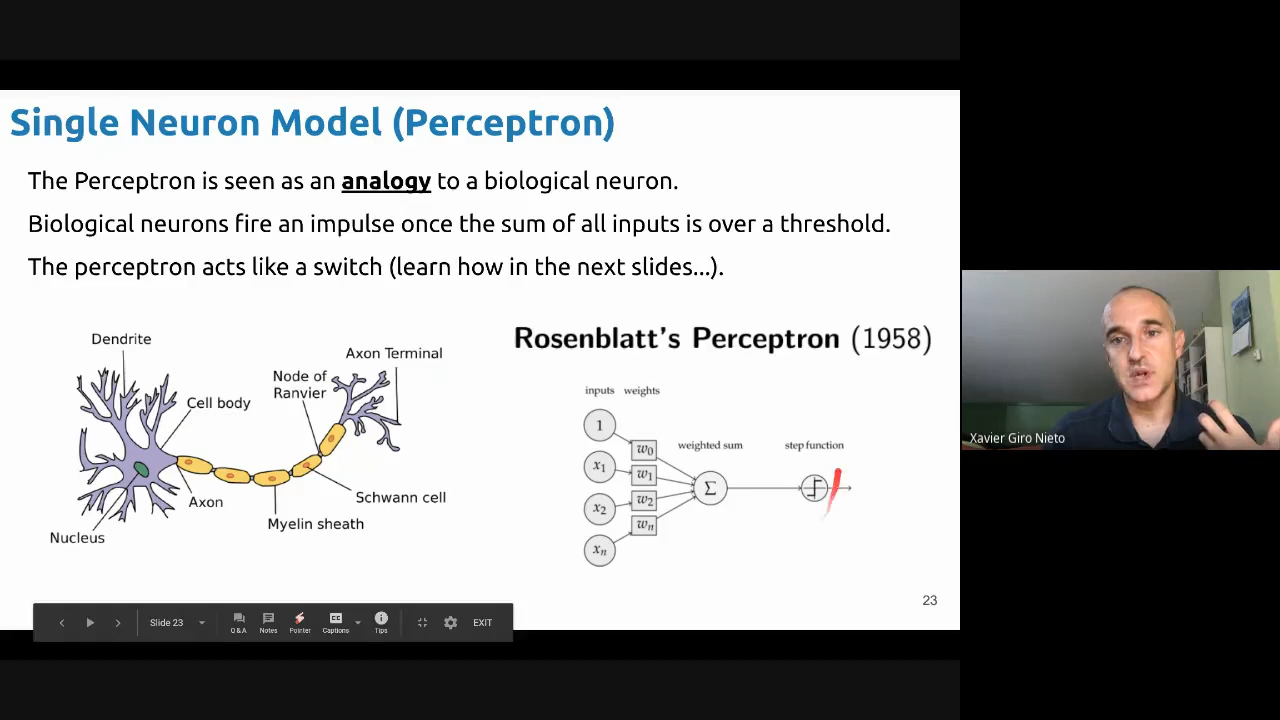 Single Neuron Model (Perceptron)
The Perceptron is seen as an analogy to a biological neuron.
Biological neurons fire an impulse once the sum of all inputs is over a threshold.
The perceptron acts like a switch (learn how in the next slides...).
Dendrite
Axon Terminal
Node of
Ranvier
Cell body
Axon
Schwann cell
Myelin sheath
Nucleus
Rosenblatt's Perceptron (1958)
inputs weights
weighted sum
step function
1
x₁
x₂
xₙ
w₀
w₁
w₂
wₙ
Σ
23
Slide 23
Q&A
Notes
Pointer
CC
Captions
Tips
EXIT
Xavier Giro Nieto